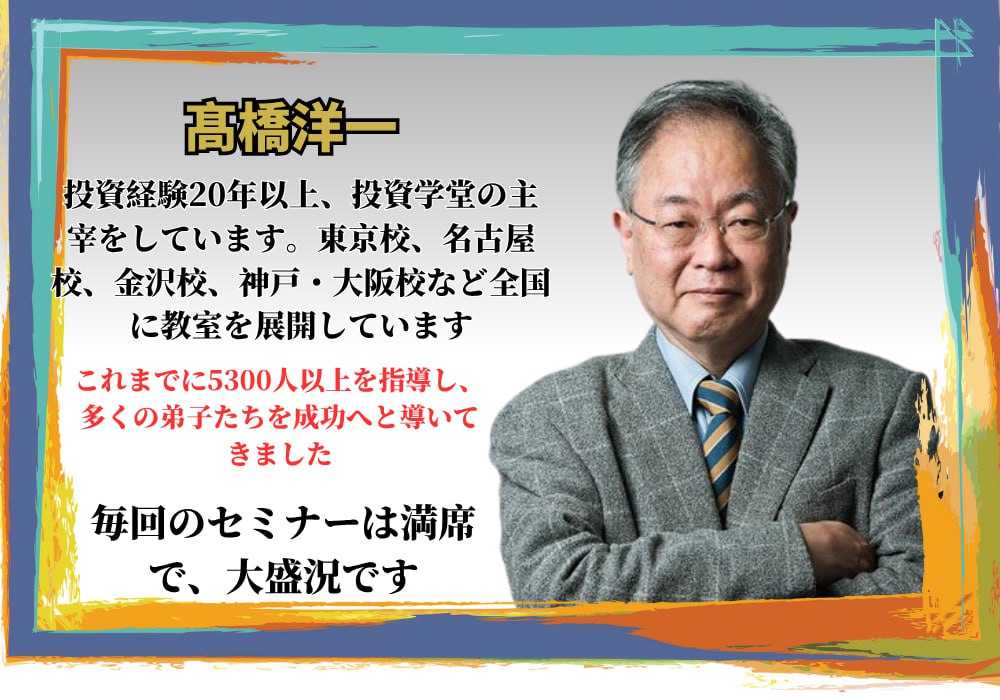 髙橋洋一
投資経験20年以上、投資学堂の主
宰をしています。東京校、名古屋
校、金沢校、神戸・大阪校など全国
に教室を展開しています
これまでに5300人以上を指導し、
多くの弟子たちを成功へと導いて
きました
毎回のセミナーは満席
で、大盛況です